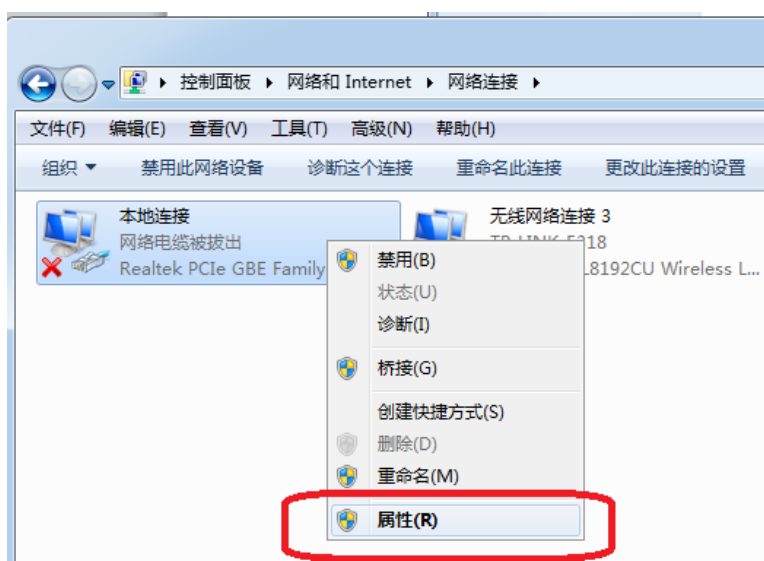 控制面板 网络和 Internet 网络连接
文件(F) 编辑(E) 查看(V) 工具(T) 高级(N) 帮助(H)
组织 禁用此网络设备 诊断这个连接 重命名此连接 更改此连接的设置
本地连接
网络电缆被拔出
Realtek PCIe GBE Family
无线网络连接 3
318
L8192CU Wireless L...
禁用(B)
状态(U)
诊断(I)
桥接(G)
创建快捷方式(S)
删除(D)
重命名(M)
属性(R)